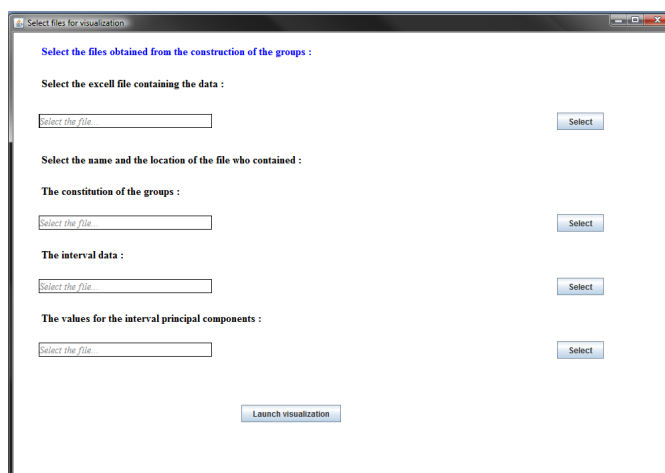 Select files for visualization
Select the files obtained from the construction of the groups :
Select the excell file containing the data :
Select the file... Select
Select the name and the location of the file who contained :
The constitution of the groups :
Select the file... Select
The interval data :
Select the file... Select
The values for the interval principal components :
Select the file... Select
Launch visualization